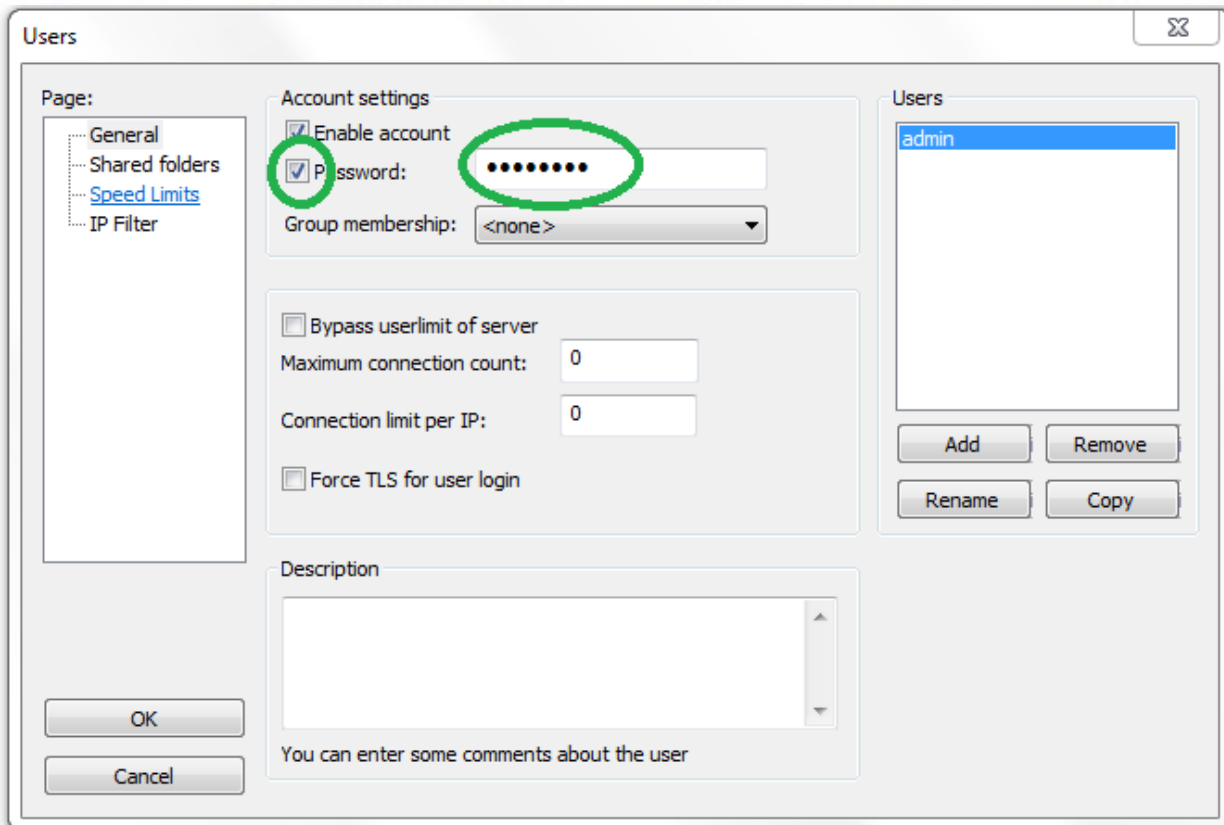 Users
Page:
General
Shared folders
Speed Limits
IP Filter
OK
Cancel
Account settings
Enable account
Password:
••••••••
Group membership:
<none>
Bypass userlimit of server
Maximum connection count:
0
Connection limit per IP:
0
Force TLS for user login
Description
You can enter some comments about the user
Users
admin
Add
Remove
Rename
Copy